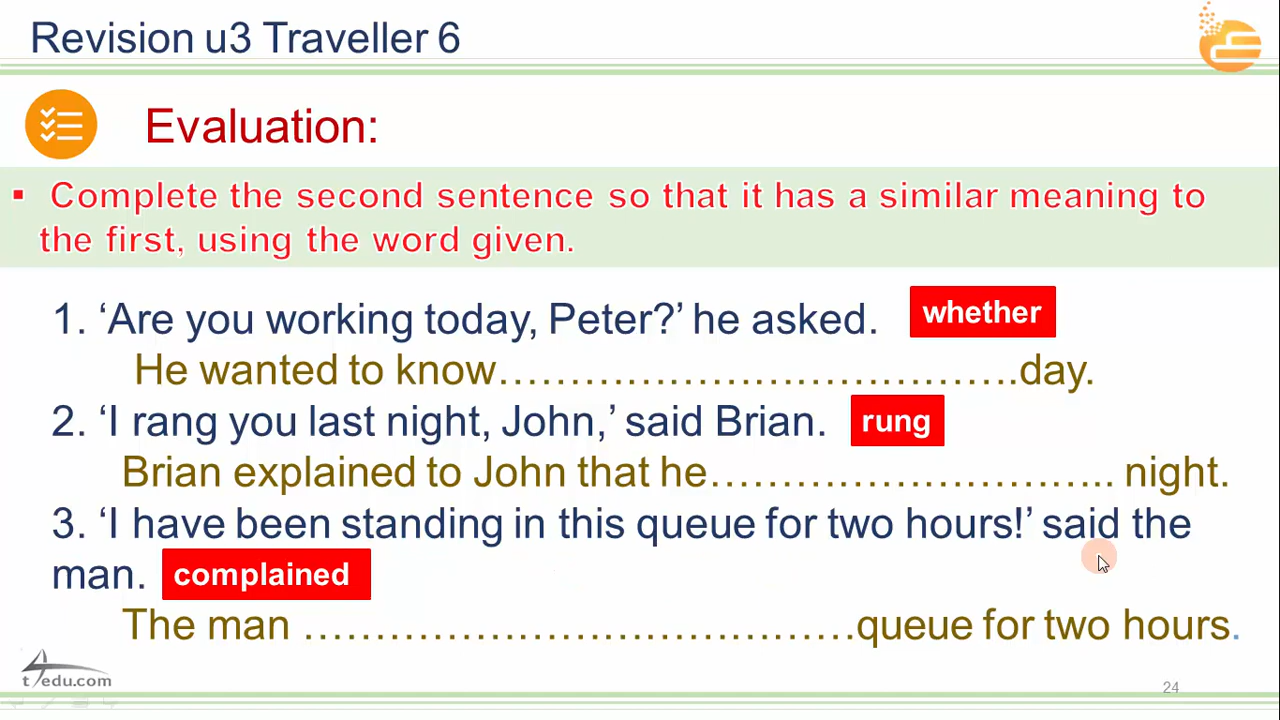 Revision u3 Traveller 6
Evaluation:
▪ Complete the second sentence so that it has a similar meaning to
the first, using the word given.
1. ‘Are you working today, Peter?’ he asked. whether
He wanted to know……………………………………….day.
2. ‘I rang you last night, John,’ said Brian. rung
Brian explained to John that he…………………………….. night.
3. ‘I have been standing in this queue for two hours!’ said the
man. complained
The man …………………………………………queue for two hours.
t4edu.com
24